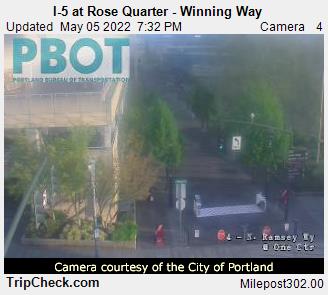 I-5 at Rose Quarter - Winning Way
Updated May 05 2022 7:32 PM Camera 4
PBOT
PORTLAND BUREAU OF TRANSPORTATION
4 - N. Ramsey Wy
@ One Ctr
Camera courtesy of the City of Portland
TripCheck.com Milepost302.00